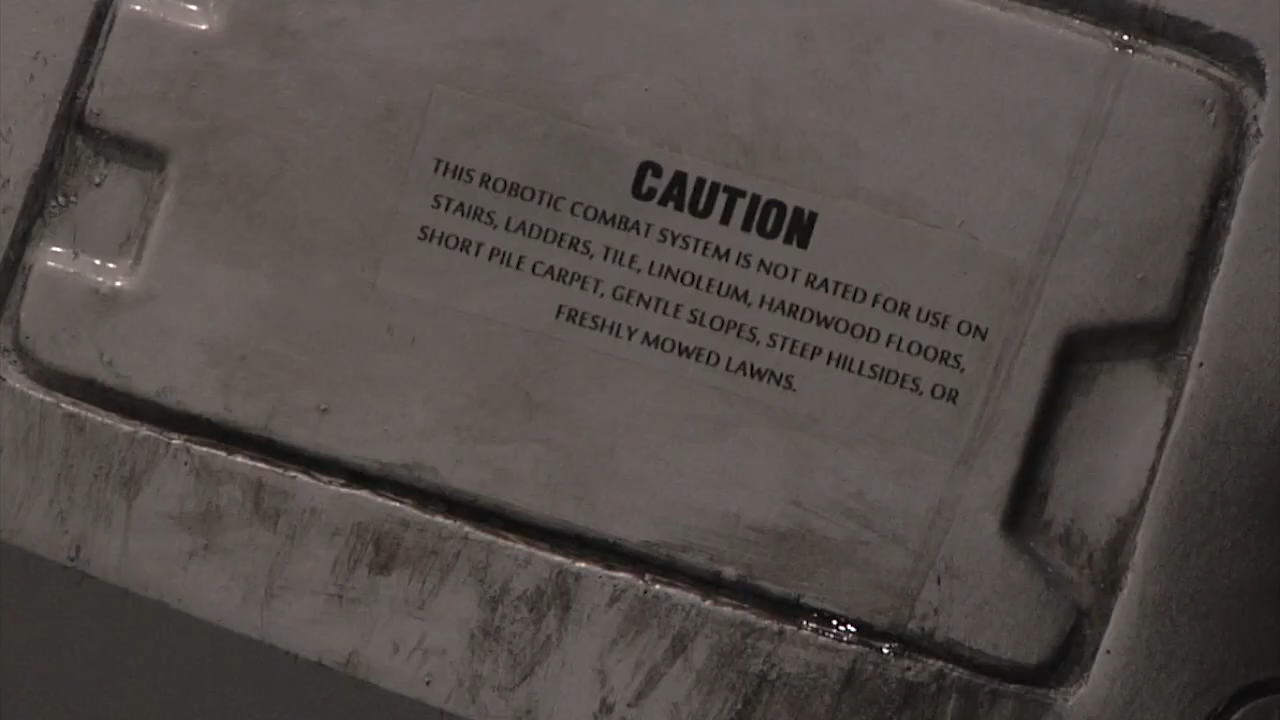 CAUTION
THIS ROBOTIC COMBAT SYSTEM IS NOT RATED FOR USE ON
STAIRS, LADDERS, TILE, LINOLEUM, HARDWOOD FLOORS,
SHORT PILE CARPET, GENTLE SLOPES, STEEP HILLSIDES, OR
FRESHLY MOWED LAWNS.